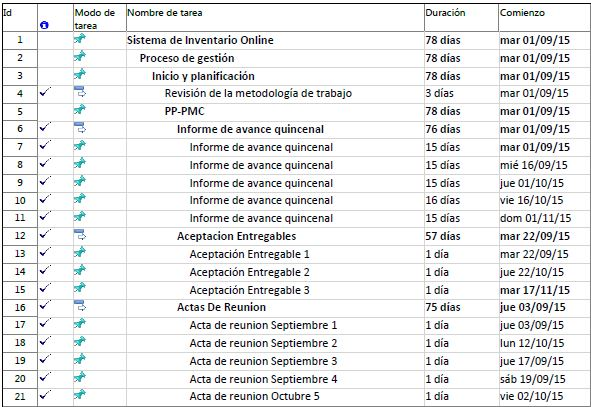 Id Modo de tarea Nombre de tarea Duración Comienzo
1 Sistema de Inventario Online 78 días mar 01/09/15
2 Proceso de gestión 78 días mar 01/09/15
3 Inicio y planificación 78 días mar 01/09/15
4 Revisión de la metodología de trabajo 3 días mar 01/09/15
5 PP-PMC 78 días mar 01/09/15
6 Informe de avance quincenal 76 días mar 01/09/15
7 Informe de avance quincenal 15 días mar 01/09/15
8 Informe de avance quincenal 15 días mié 16/09/15
9 Informe de avance quincenal 15 días jue 01/10/15
10 Informe de avance quincenal 16 días vie 16/10/15
11 Informe de avance quincenal 15 días dom 01/11/15
12 Aceptacion Entregables 57 días mar 22/09/15
13 Aceptación Entregable 1 1 día mar 22/09/15
14 Aceptación Entregable 2 1 día jue 22/10/15
15 Aceptación Entregable 3 1 día mar 17/11/15
16 Actas De Reunion 75 días jue 03/09/15
17 Acta de reunion Septiembre 1 1 día jue 03/09/15
18 Acta de reunion Septiembre 2 1 día lun 12/10/15
19 Acta de reunion Septiembre 3 1 día jue 17/09/15
20 Acta de reunion Septiembre 4 1 día sáb 19/09/15
21 Acta de reunion Octubre 5 1 día vie 02/10/15